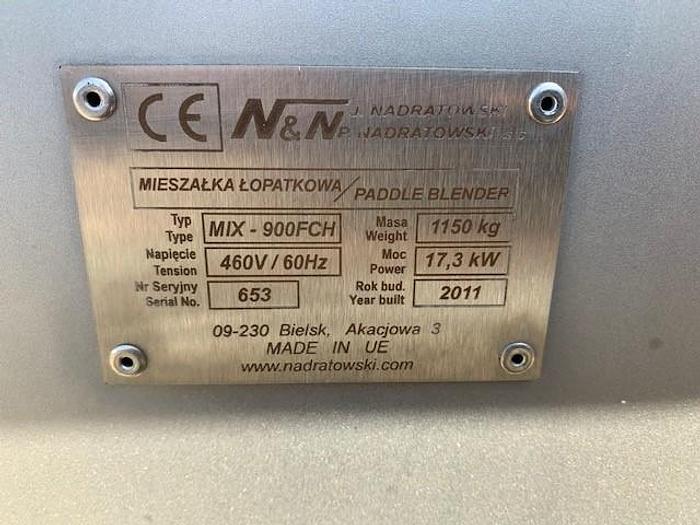 CE N&N J. NADRATOWSKI
P. NADRATOWSKI
MIESZAŁKA ŁOPATKOWA / PADDLE BLENDER
Typ Masa
Type MIX - 900FCH Weight 1150 kg
Napięcie Moc
Tension 460V / 60Hz Power 17,3 kW
Nr Seryjny Rok bud.
Serial No. 653 Year built 2011
09-230 Bielsk, Akacjowa 3
MADE IN UE
www.nadratowski.com